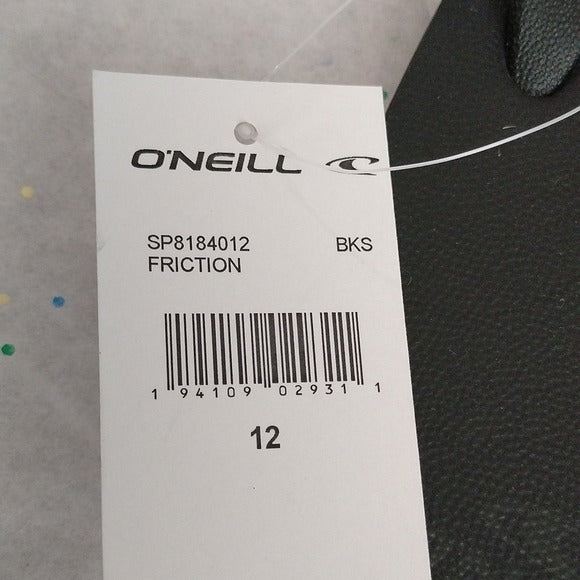 O'NEILL
SP8184012 BKS
FRICTION
1 94109 02931 1
12